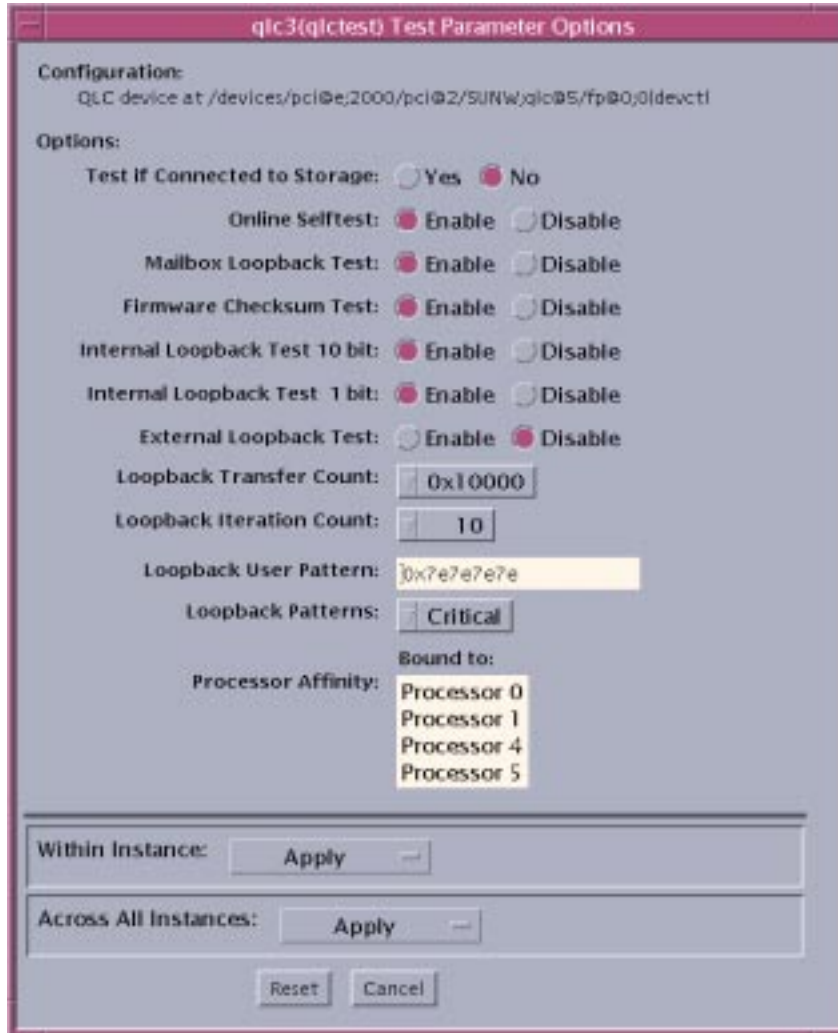 qlc3(qlctest) Test Parameter Options
Configuration:
QLC device at /devices/pci@e;2000/pci@2/SUNW;qlc@5/fp@0;0|devctl
Options:
Test if Connected to Storage: Yes No
Online Selftest: Enable Disable
Mailbox Loopback Test: Enable Disable
Firmware Checksum Test: Enable Disable
Internal Loopback Test 10 bit: Enable Disable
Internal Loopback Test 1 bit: Enable Disable
External Loopback Test: Enable Disable
Loopback Transfer Count: 0x10000
Loopback Iteration Count: 10
Loopback User Pattern: 0x7e7e7e7e
Loopback Patterns: Critical
Bound to:
Processor Affinity:
Processor 0
Processor 1
Processor 4
Processor 5
Within Instance: Apply
Across All Instances: Apply
Reset Cancel